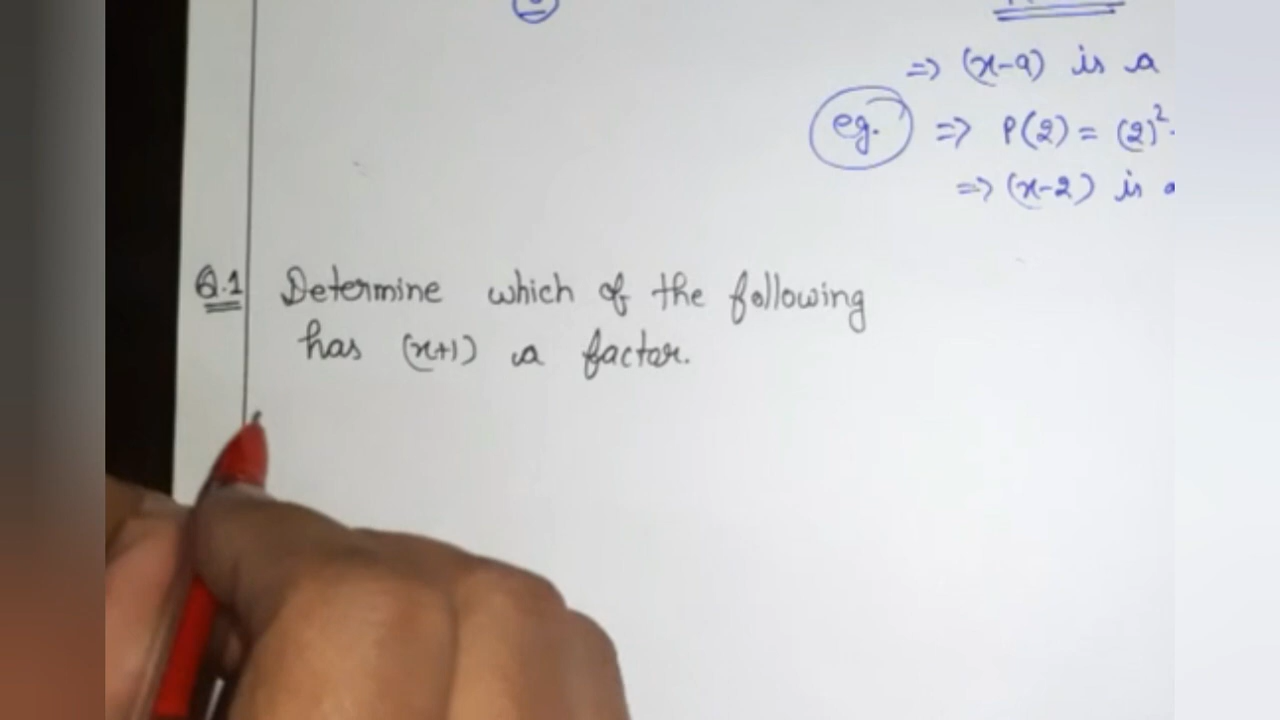 => (x-a) is a
eg. => P(2) = (2)².
=> (x-2) is a
Q.1 Determine which of the following
has (x+1) a factor.